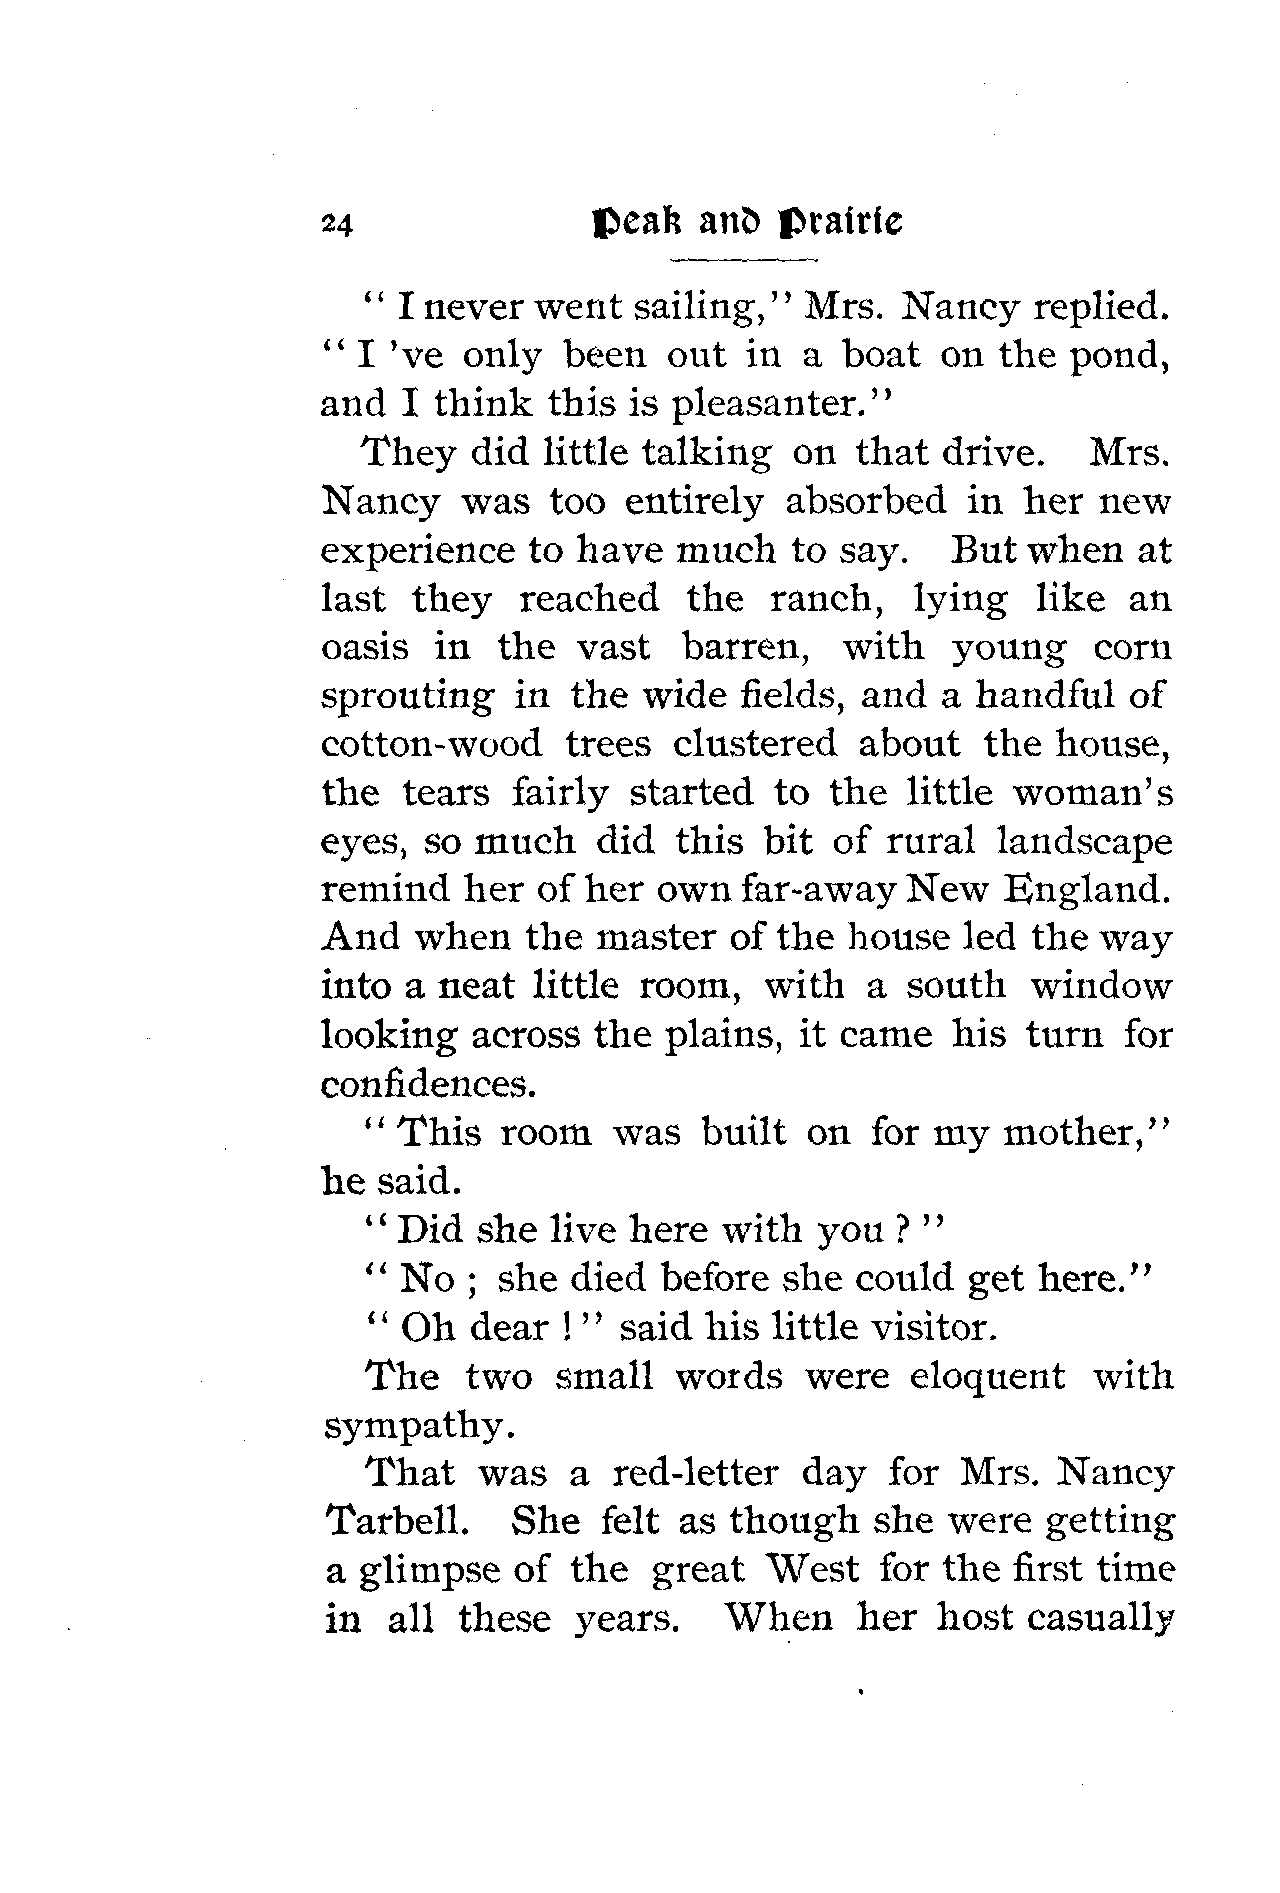 24 Peak and Prairie
“ I never went sailing,” Mrs. Nancy replied.
“ I 've only been out in a boat on the pond,
and I think this is pleasanter.”
They did little talking on that drive. Mrs.
Nancy was too entirely absorbed in her new
experience to have much to say. But when at
last they reached the ranch, lying like an
oasis in the vast barren, with young corn
sprouting in the wide fields, and a handful of
cotton-wood trees clustered about the house,
the tears fairly started to the little woman's
eyes, so much did this bit of rural landscape
remind her of her own far-away New England.
And when the master of the house led the way
into a neat little room, with a south window
looking across the plains, it came his turn for
confidences.
“ This room was built on for my mother,”
he said.
“ Did she live here with you ? ”
“ No ; she died before she could get here.”
“ Oh dear ! ” said his little visitor.
The two small words were eloquent with
sympathy.
That was a red-letter day for Mrs. Nancy
Tarbell. She felt as though she were getting
a glimpse of the great West for the first time
in all these years. When her host casually